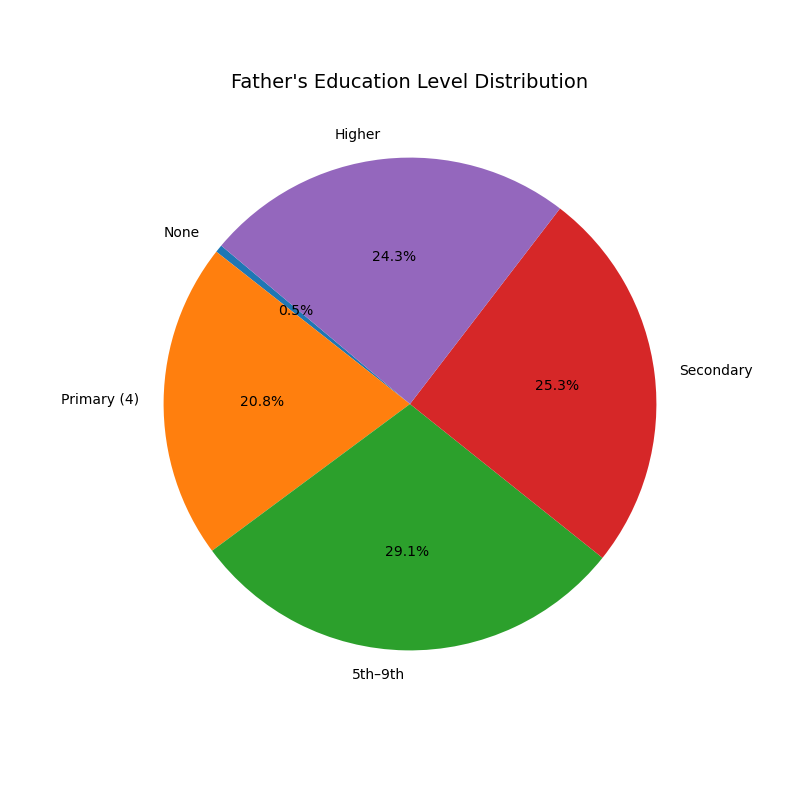 Father's Education Level Distribution
Higher
None
24.3%
0.5%
Secondary
25.3%
Primary (4)
20.8%
29.1%
5th–9th